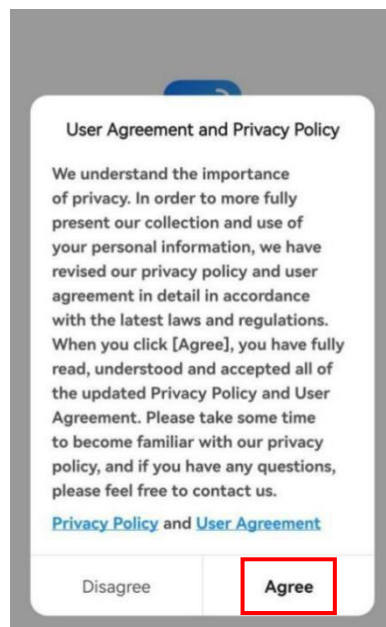 User Agreement and Privacy Policy
We understand the importance
of privacy. In order to more fully
present our collection and use of
your personal information, we have
revised our privacy policy and user
agreement in detail in accordance
with the latest laws and regulations.
When you click [Agree], you have fully
read, understood and accepted all of
the updated Privacy Policy and User
Agreement. Please take some time
to become familiar with our privacy
policy, and if you have any questions,
please feel free to contact us.
Privacy Policy and User Agreement
Disagree
Agree